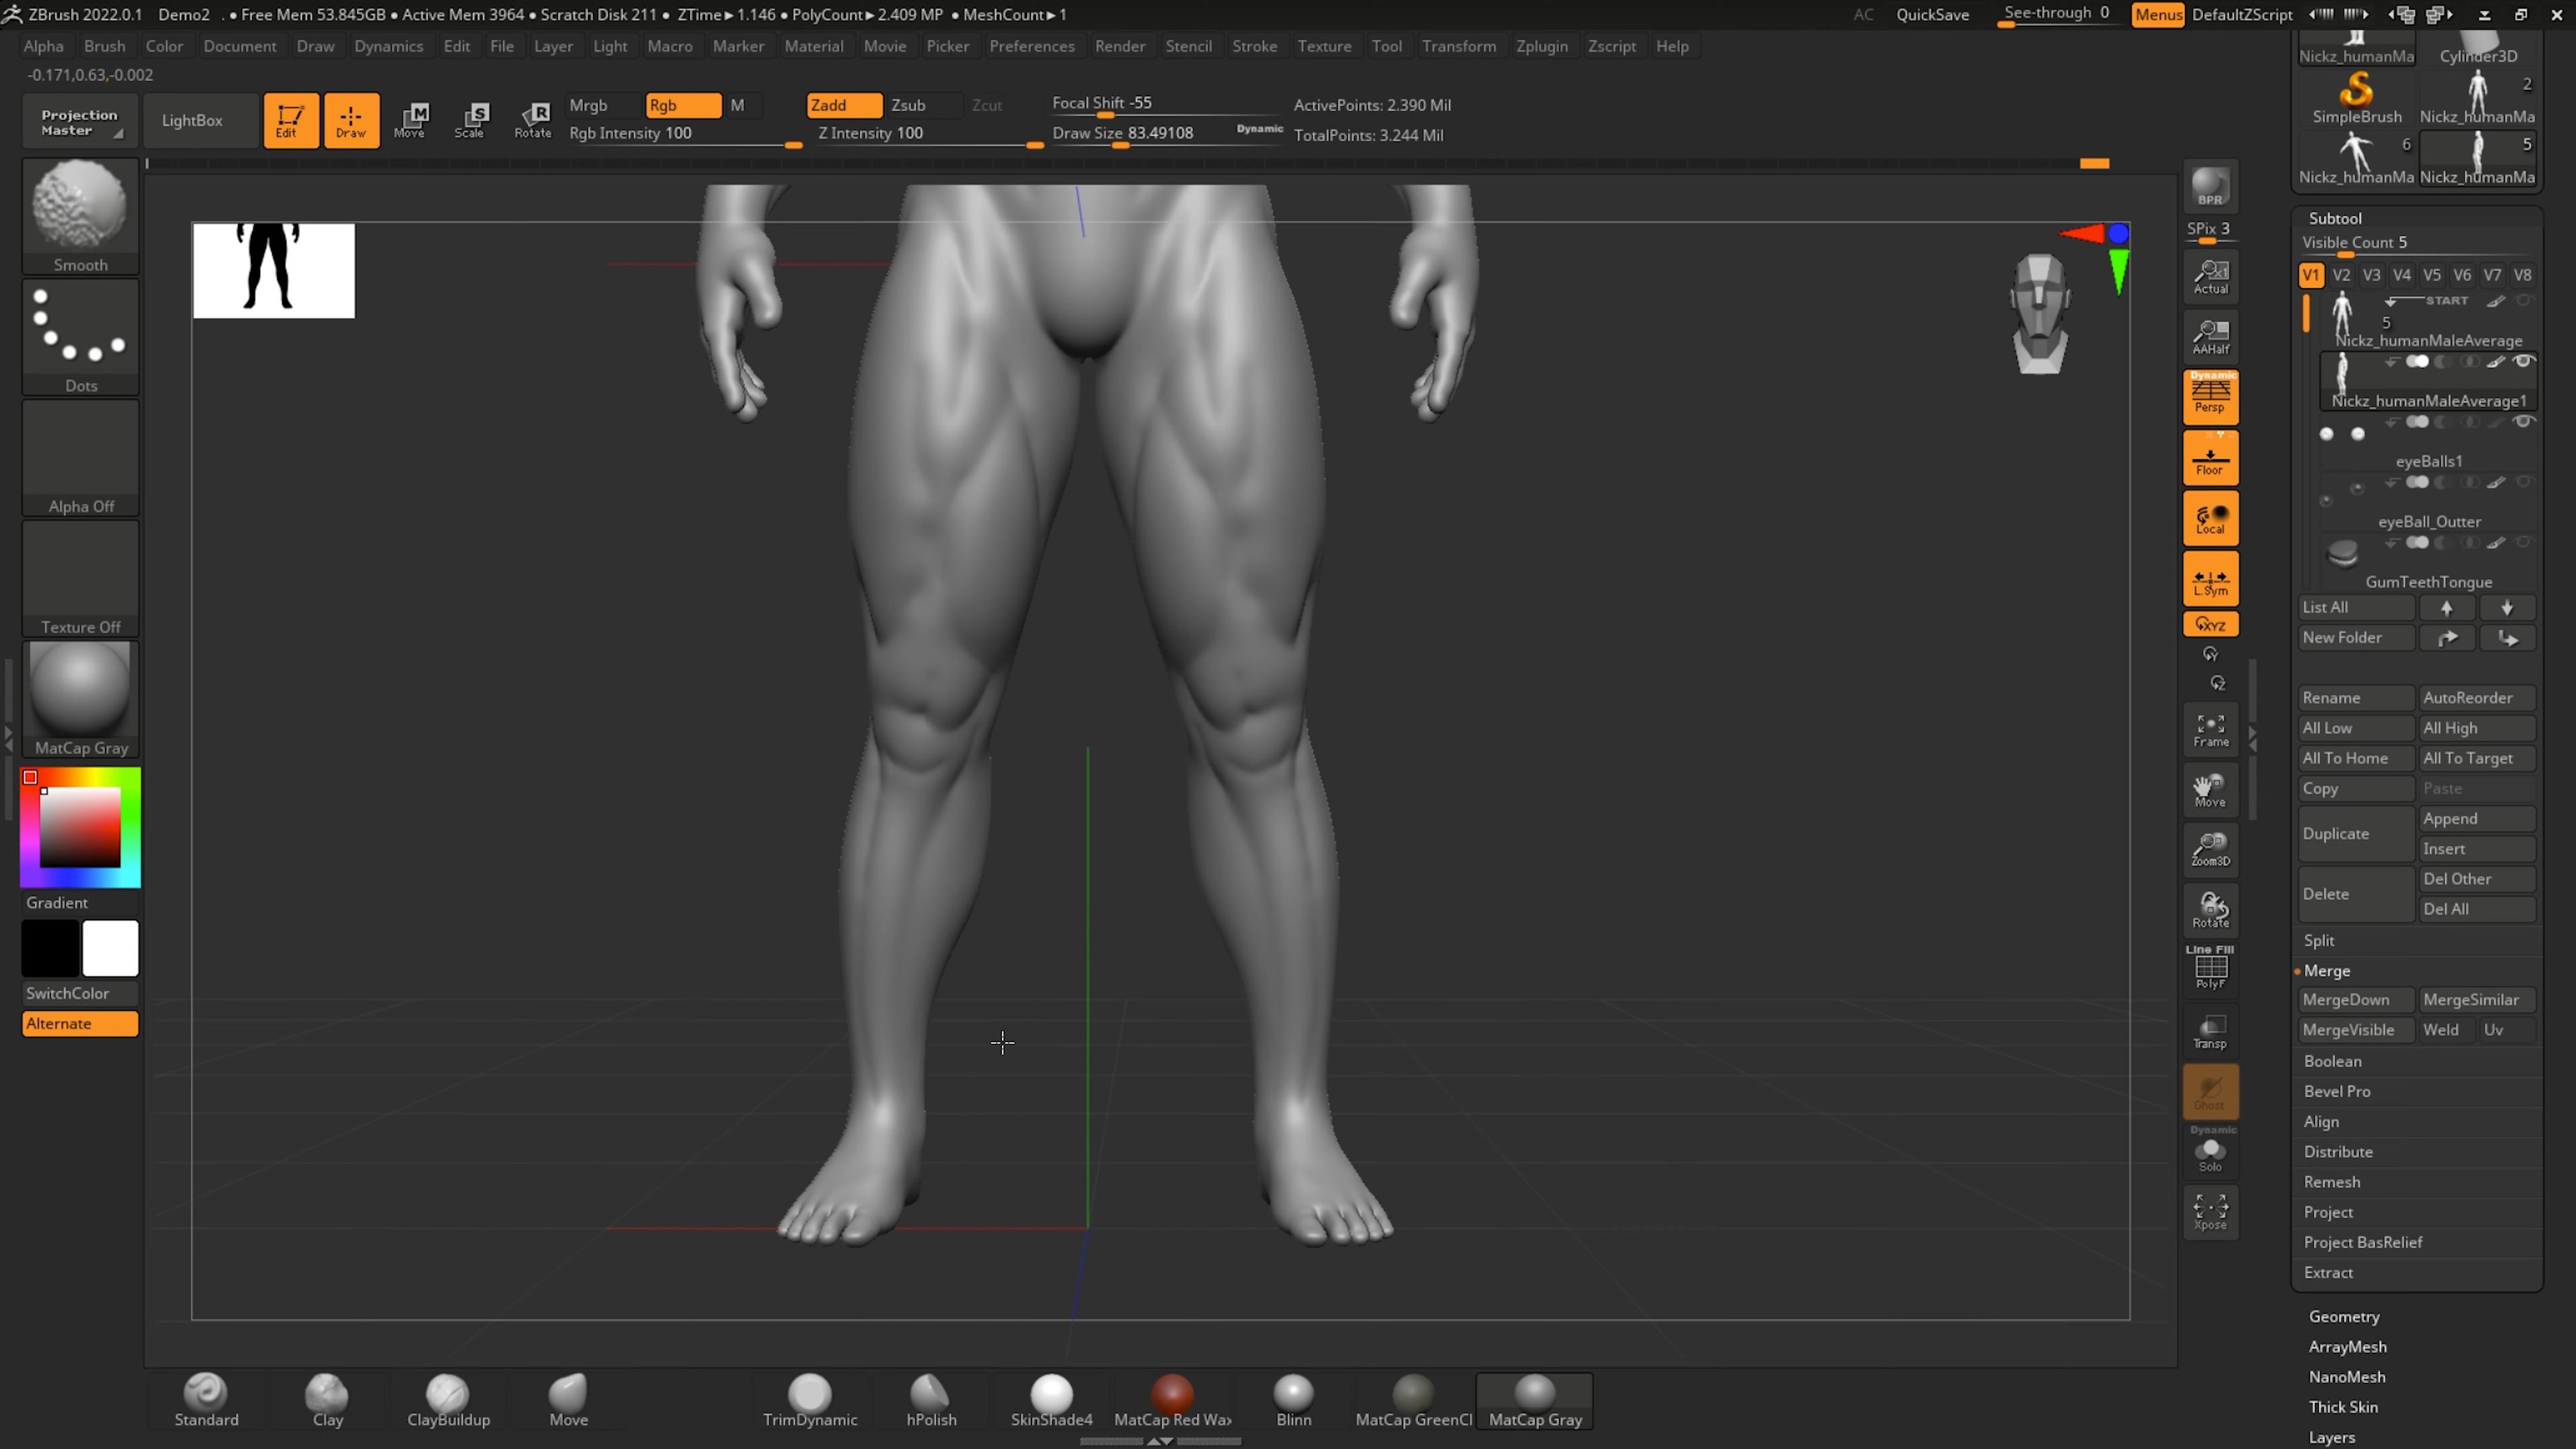 ZBrush 2022.0.1 Demo2 . • Free Mem 53.845GB • Active Mem 3964 • Scratch Disk 211 • ZTime►1.146 • PolyCount►2.409 MP • MeshCount►1
AC QuickSave See-through 0 Menus DefaultZScript
Alpha Brush Color Document Draw Dynamics Edit File Layer Light Macro Marker Material Movie Picker Preferences Render Stencil Stroke Texture Tool Transform Zplugin Zscript Help
-0.171,0.63,-0.002
Projection Master
LightBox
Edit
Draw
Move
Scale
Rotate
Mrgb Rgb M
Rgb Intensity 100
Zadd Zsub Zcut
Z Intensity 100
Focal Shift -55
Draw Size 83.49108 Dynamic
ActivePoints: 2.390 Mil
TotalPoints: 3.244 Mil
Smooth
Dots
Alpha Off
Texture Off
MatCap Gray
Gradient
SwitchColor
Alternate
BPR
SPix 3
Actual
AAHalf
Dynamic
Persp
Floor
Local
L.Sym
XYZ
Y
Z
Frame
Move
Zoom3D
Rotate
Line Fill
PolyF
Transp
Ghost
Dynamic
Solo
Xpose
Nickz_humanMa Cylinder3D
2
SimpleBrush Nickz_humanMa
6 5
Nickz_humanMa Nickz_humanMa
Subtool
Visible Count 5
V1 V2 V3 V4 V5 V6 V7 V8
START
5
Nickz_humanMaleAverage
Nickz_humanMaleAverage1
eyeBalls1
eyeBall_Outter
GumTeethTongue
List All
New Folder
Rename AutoReorder
All Low All High
All To Home All To Target
Copy Paste
Duplicate Append
Insert
Delete Del Other
Del All
Split
Merge
MergeDown MergeSimilar
MergeVisible Weld Uv
Boolean
Bevel Pro
Align
Distribute
Remesh
Project
Project BasRelief
Extract
Geometry
ArrayMesh
NanoMesh
Thick Skin
Layers
Standard Clay ClayBuildup Move TrimDynamic hPolish SkinShade4 MatCap Red Wax Blinn MatCap GreenCl MatCap Gray